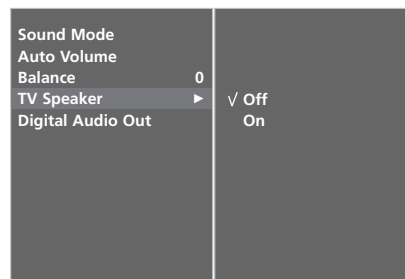 Sound Mode
Auto Volume
Balance 0
TV Speaker ►
Digital Audio Out
√ Off
On